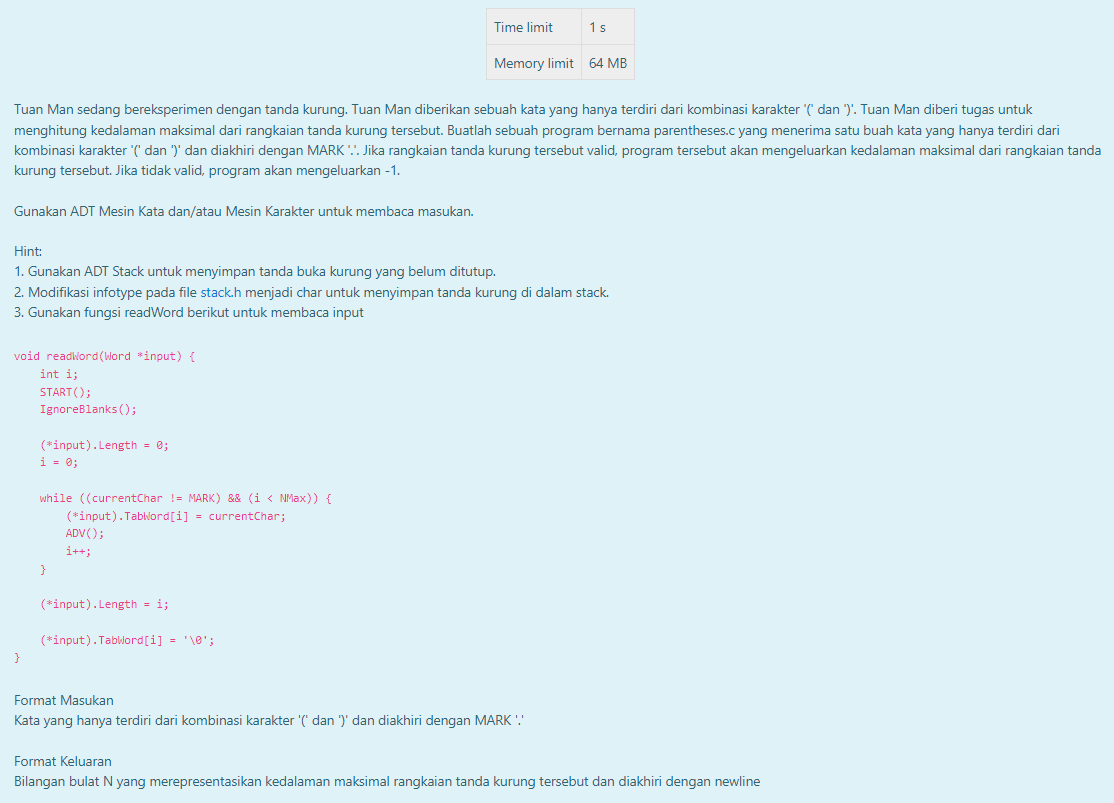 Time limit 1 s
Memory limit 64 MB
Tuan Man sedang bereksperimen dengan tanda kurung. Tuan Man diberikan sebuah kata yang hanya terdiri dari kombinasi karakter '(' dan ')'. Tuan Man diberi tugas untuk
menghitung kedalaman maksimal dari rangkaian tanda kurung tersebut. Buatlah sebuah program bernama parentheses.c yang menerima satu buah kata yang hanya terdiri dari
kombinasi karakter '(' dan ')' dan diakhiri dengan MARK '.'. Jika rangkaian tanda kurung tersebut valid, program tersebut akan mengeluarkan kedalaman maksimal dari rangkaian tanda
kurung tersebut. Jika tidak valid, program akan mengeluarkan -1.
Gunakan ADT Mesin Kata dan/atau Mesin Karakter untuk membaca masukan.
Hint:
1. Gunakan ADT Stack untuk menyimpan tanda buka kurung yang belum ditutup.
2. Modifikasi infotype pada file stack.h menjadi char untuk menyimpan tanda kurung di dalam stack.
3. Gunakan fungsi readWord berikut untuk membaca input
void readWord(Word *input) {
    int i;
    START();
    IgnoreBlanks();
    (*input).Length = 0;
    i = 0;
    while ((currentChar != MARK) && (i < NMax)) {
        (*input).TabWord[i] = currentChar;
        ADV();
        i++;
    }
    (*input).Length = i;
    (*input).TabWord[i] = '\0';
}
Format Masukan
Kata yang hanya terdiri dari kombinasi karakter '(' dan ')' dan diakhiri dengan MARK '.'
Format Keluaran
Bilangan bulat N yang merepresentasikan kedalaman maksimal rangkaian tanda kurung tersebut dan diakhiri dengan newline